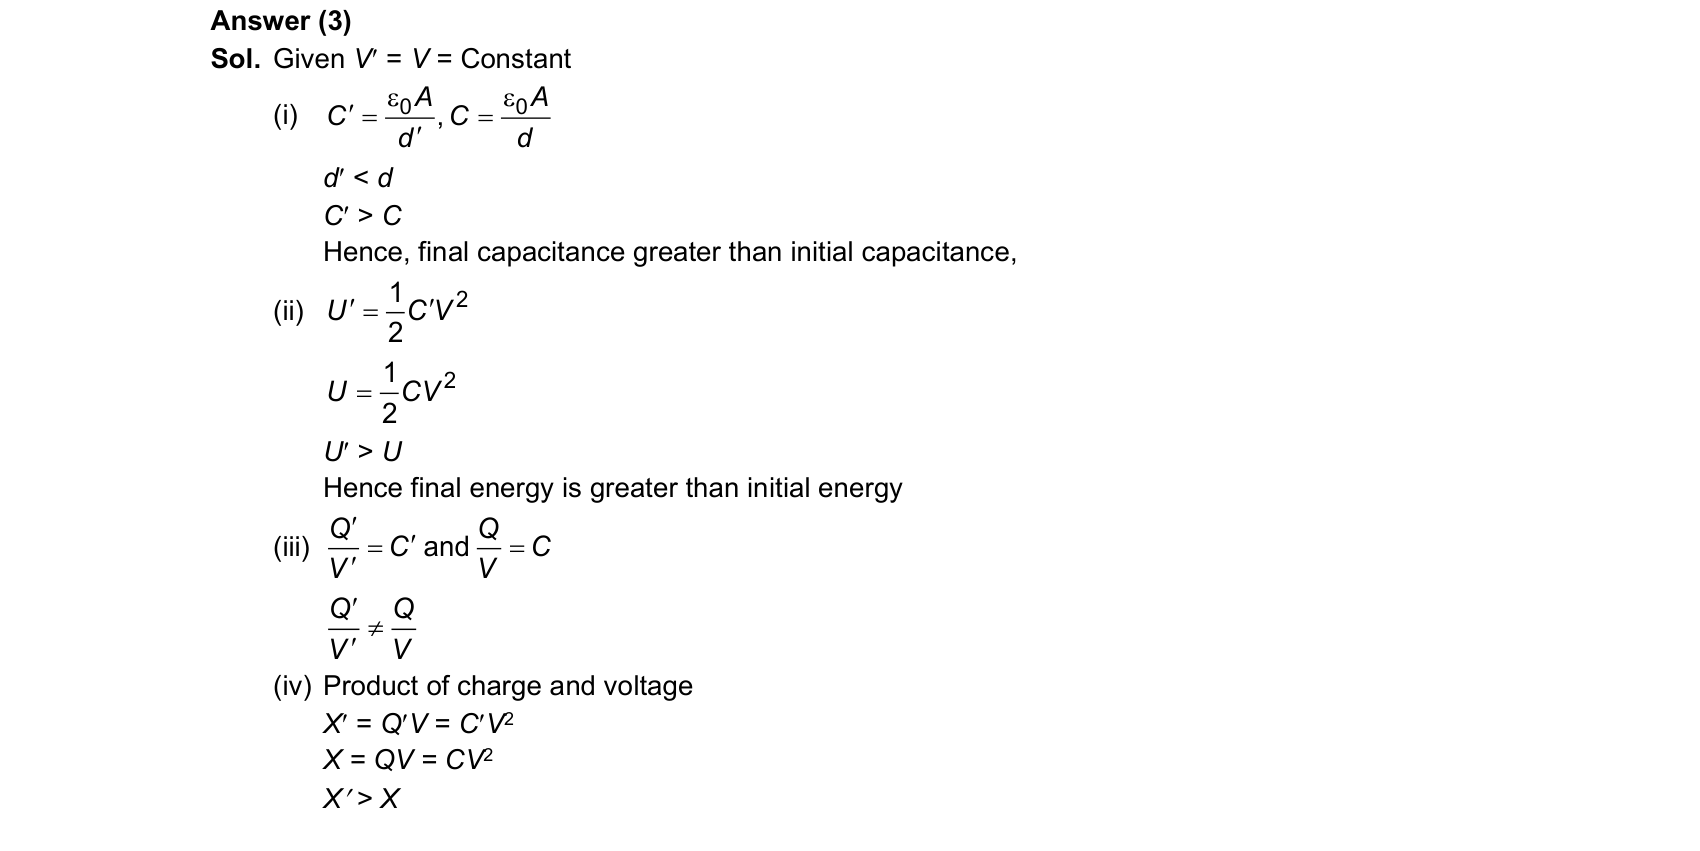 Answer (3)
Sol. Given V′ = V = Constant
(i) C′ = ε₀A/d′, C = ε₀A/d
d′ < d
C′ > C
Hence, final capacitance greater than initial capacitance,
(ii) U′ = 1/2 C′V²
U = 1/2 CV²
U′ > U
Hence final energy is greater than initial energy
(iii) Q′/V′ = C′ and Q/V = C
Q′/V′ ≠ Q/V
(iv) Product of charge and voltage
X′ = Q′V = C′V²
X = QV = CV²
X′ > X